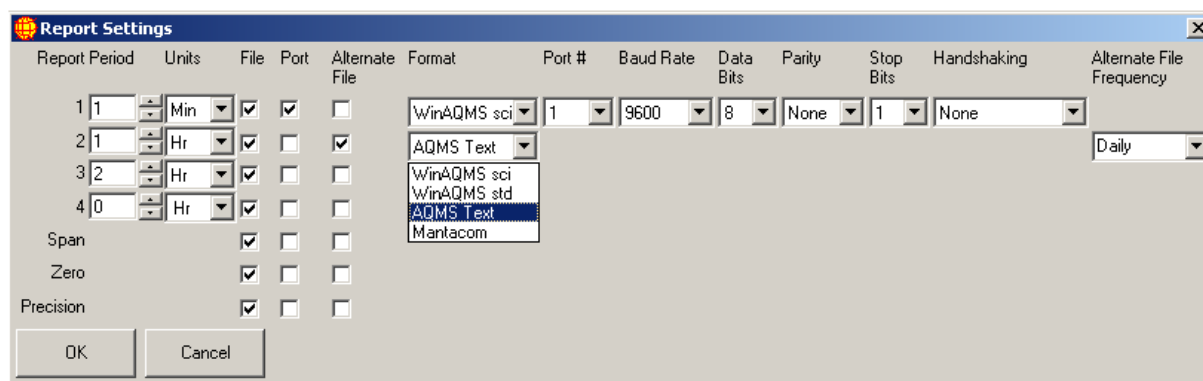 Report Settings
Report Period Units File Port Alternate File Format Port # Baud Rate Data Bits Parity Stop Bits Handshaking Alternate File Frequency
1 1 Min WinAQMS sci 1 9600 8 None 1 None
2 1 Hr AQMS Text Daily
3 2 Hr WinAQMS sci
WinAQMS std
4 0 Hr AQMS Text
Span Mantacom
Zero
Precision
OK Cancel